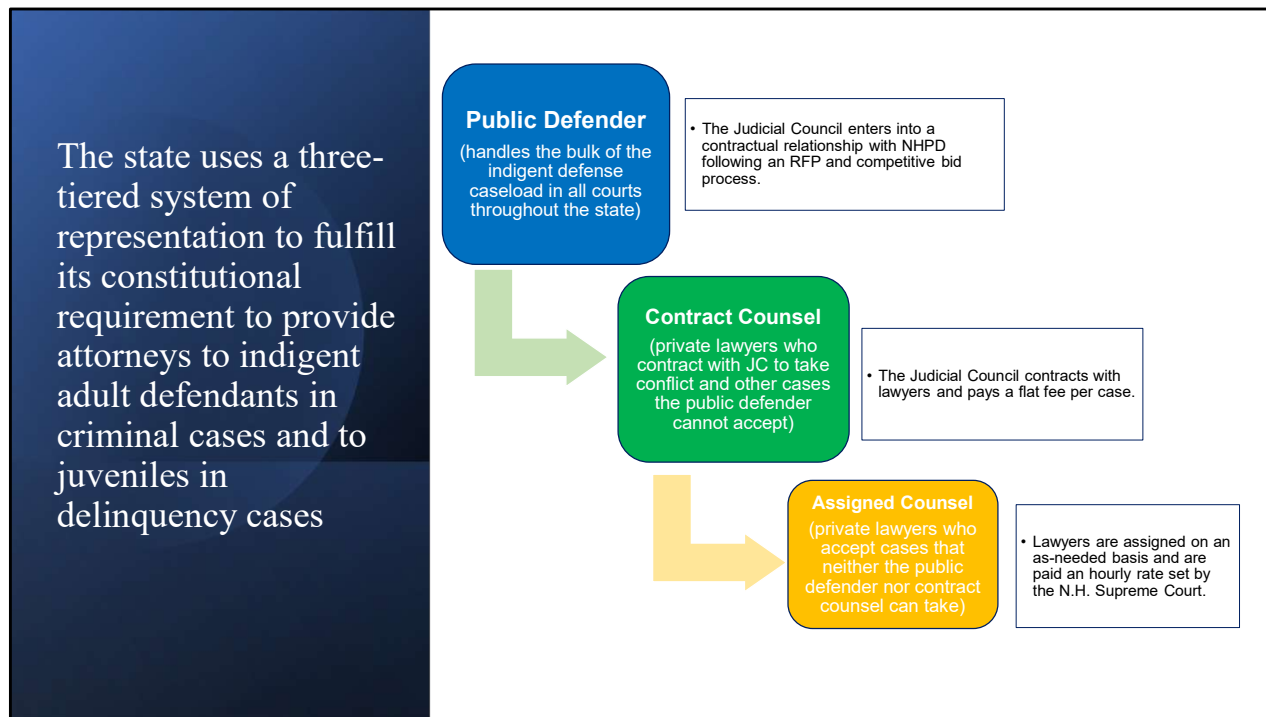 The state uses a three-
tiered system of
representation to fulfill
its constitutional
requirement to provide
attorneys to indigent
adult defendants in
criminal cases and to
juveniles in
delinquency cases
Public Defender
(handles the bulk of the
indigent defense
caseload in all courts
throughout the state)
• The Judicial Council enters into a
contractual relationship with NHPD
following an RFP and competitive bid
process.
Contract Counsel
(private lawyers who
contract with JC to take
conflict and other cases
the public defender
cannot accept)
• The Judicial Council contracts with
lawyers and pays a flat fee per case.
Assigned Counsel
(private lawyers who
accept cases that
neither the public
defender nor contract
counsel can take)
• Lawyers are assigned on an
as-needed basis and are
paid an hourly rate set by
the N.H. Supreme Court.